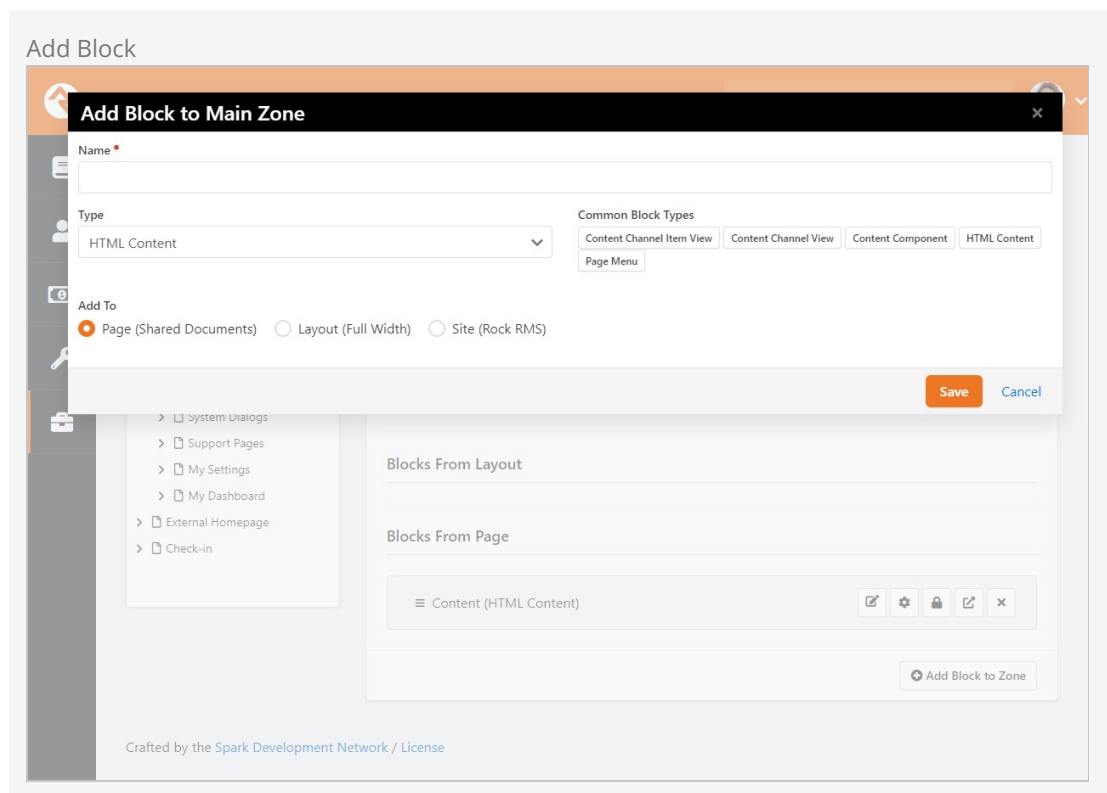 Add Block
Add Block to Main Zone
Name
Type
Common Block Types
HTML Content
Content Channel Item View Content Channel View Content Component HTML Content
Page Menu
Add To
Page (Shared Documents) Layout (Full Width) Site (Rock RMS)
Save Cancel
System Dialogs
Support Pages
My Settings
My Dashboard
External Homepage
Check-in
Blocks From Layout
Blocks From Page
Content (HTML Content)
Add Block to Zone
Crafted by the Spark Development Network / License